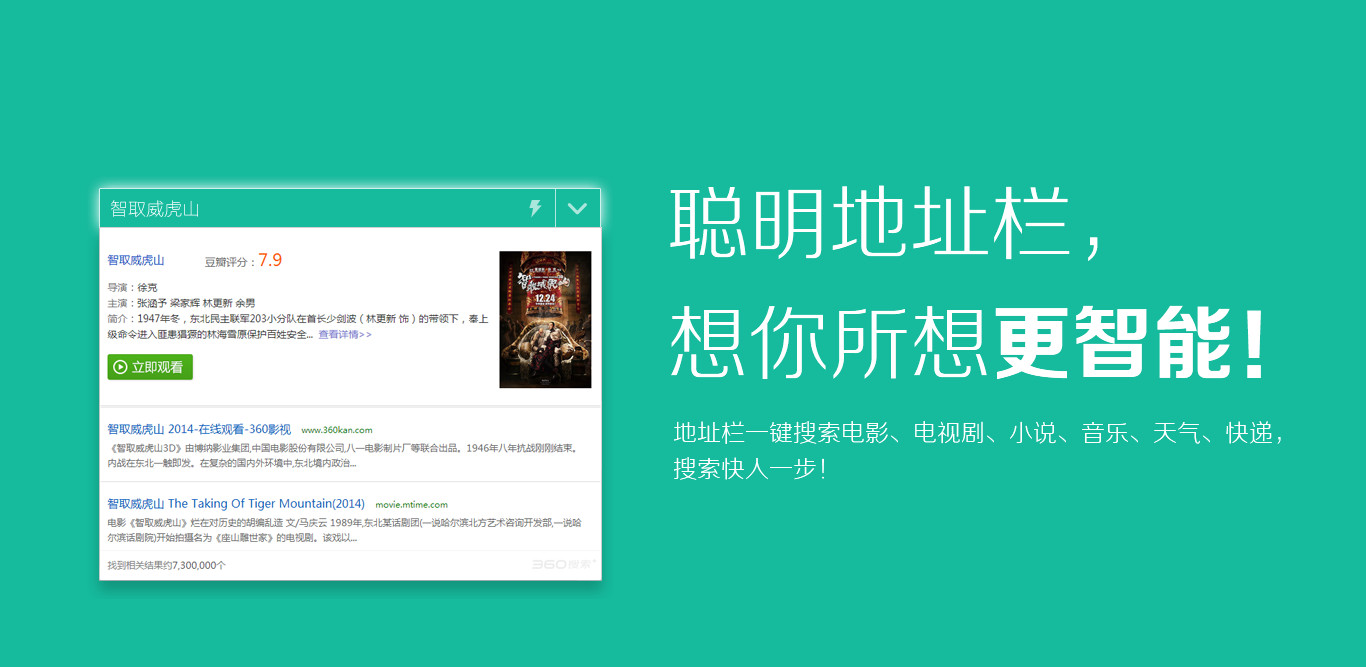 智取威虎山
智取威虎山 豆瓣评分：7.9
导演：徐克
主演：张涵予 梁家辉 林更新 余男
简介：1947年冬，东北民主联军203小分队在首长少剑波（林更新 饰）的带领下，奉上
级命令进入匪患猖獗的林海雪原保护百姓安全... 查看详情>>
立即观看
12.24
智取威虎山 2014-在线观看-360影视 www.360kan.com
《智取威虎山3D》由博纳影业集团,中国电影股份有限公司,八一电影制片厂等联合出品。1946年八年抗战刚刚结束。
内战在东北一触即发。在复杂的国内外环境中,东北境内政治...
智取威虎山 The Taking Of Tiger Mountain(2014) movie.mtime.com
电影《智取威虎山》烂在对历史的胡编乱造 文/马庆云 1989年,东北某话剧团(一说哈尔滨北方艺术咨询开发部,一说哈
尔滨话剧院)开始拍摄名为《座山雕世家》的电视剧。该戏以...
找到相关结果约7,300,000个
360搜索
聪明地址栏，
想你所想更智能！
地址栏一键搜索电影、电视剧、小说、音乐、天气、快递，
搜索快人一步！